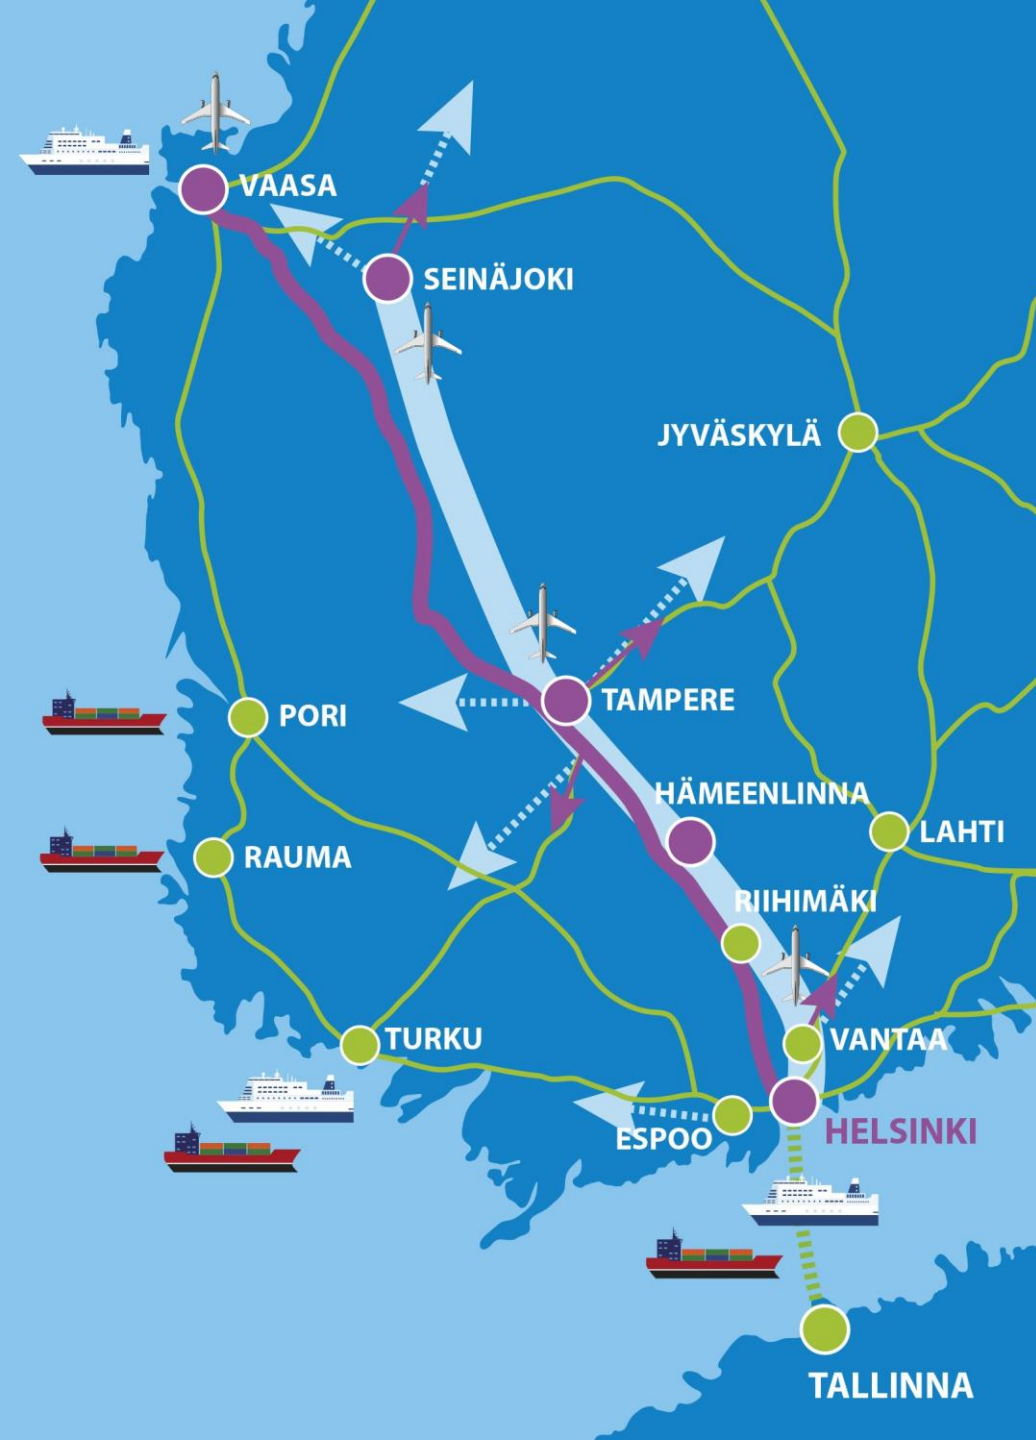 VAASA
SEINÄJOKI
JYVÄSKYLÄ
TAMPERE
PORI
HÄMEENLINNA
LAHTI
RAUMA
RIIHIMÄKI
TURKU
VANTAA
HELSINKI
ESPOO
TALLINNA